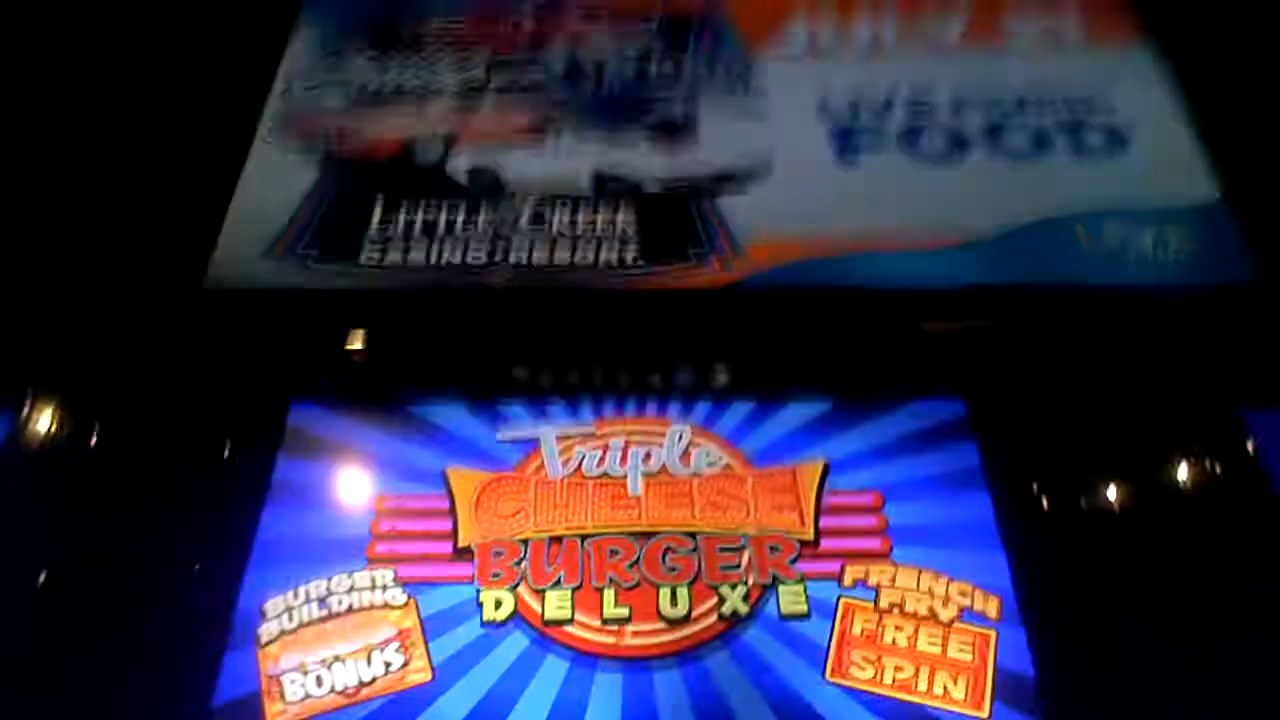 FOOD
LITTLE CREEK
CASINO RESORT
Triple
CHEESE
BURGER
DELUXE
BURGER
BUILDING
BONUS
FRENCH
FRY
FREE
SPIN